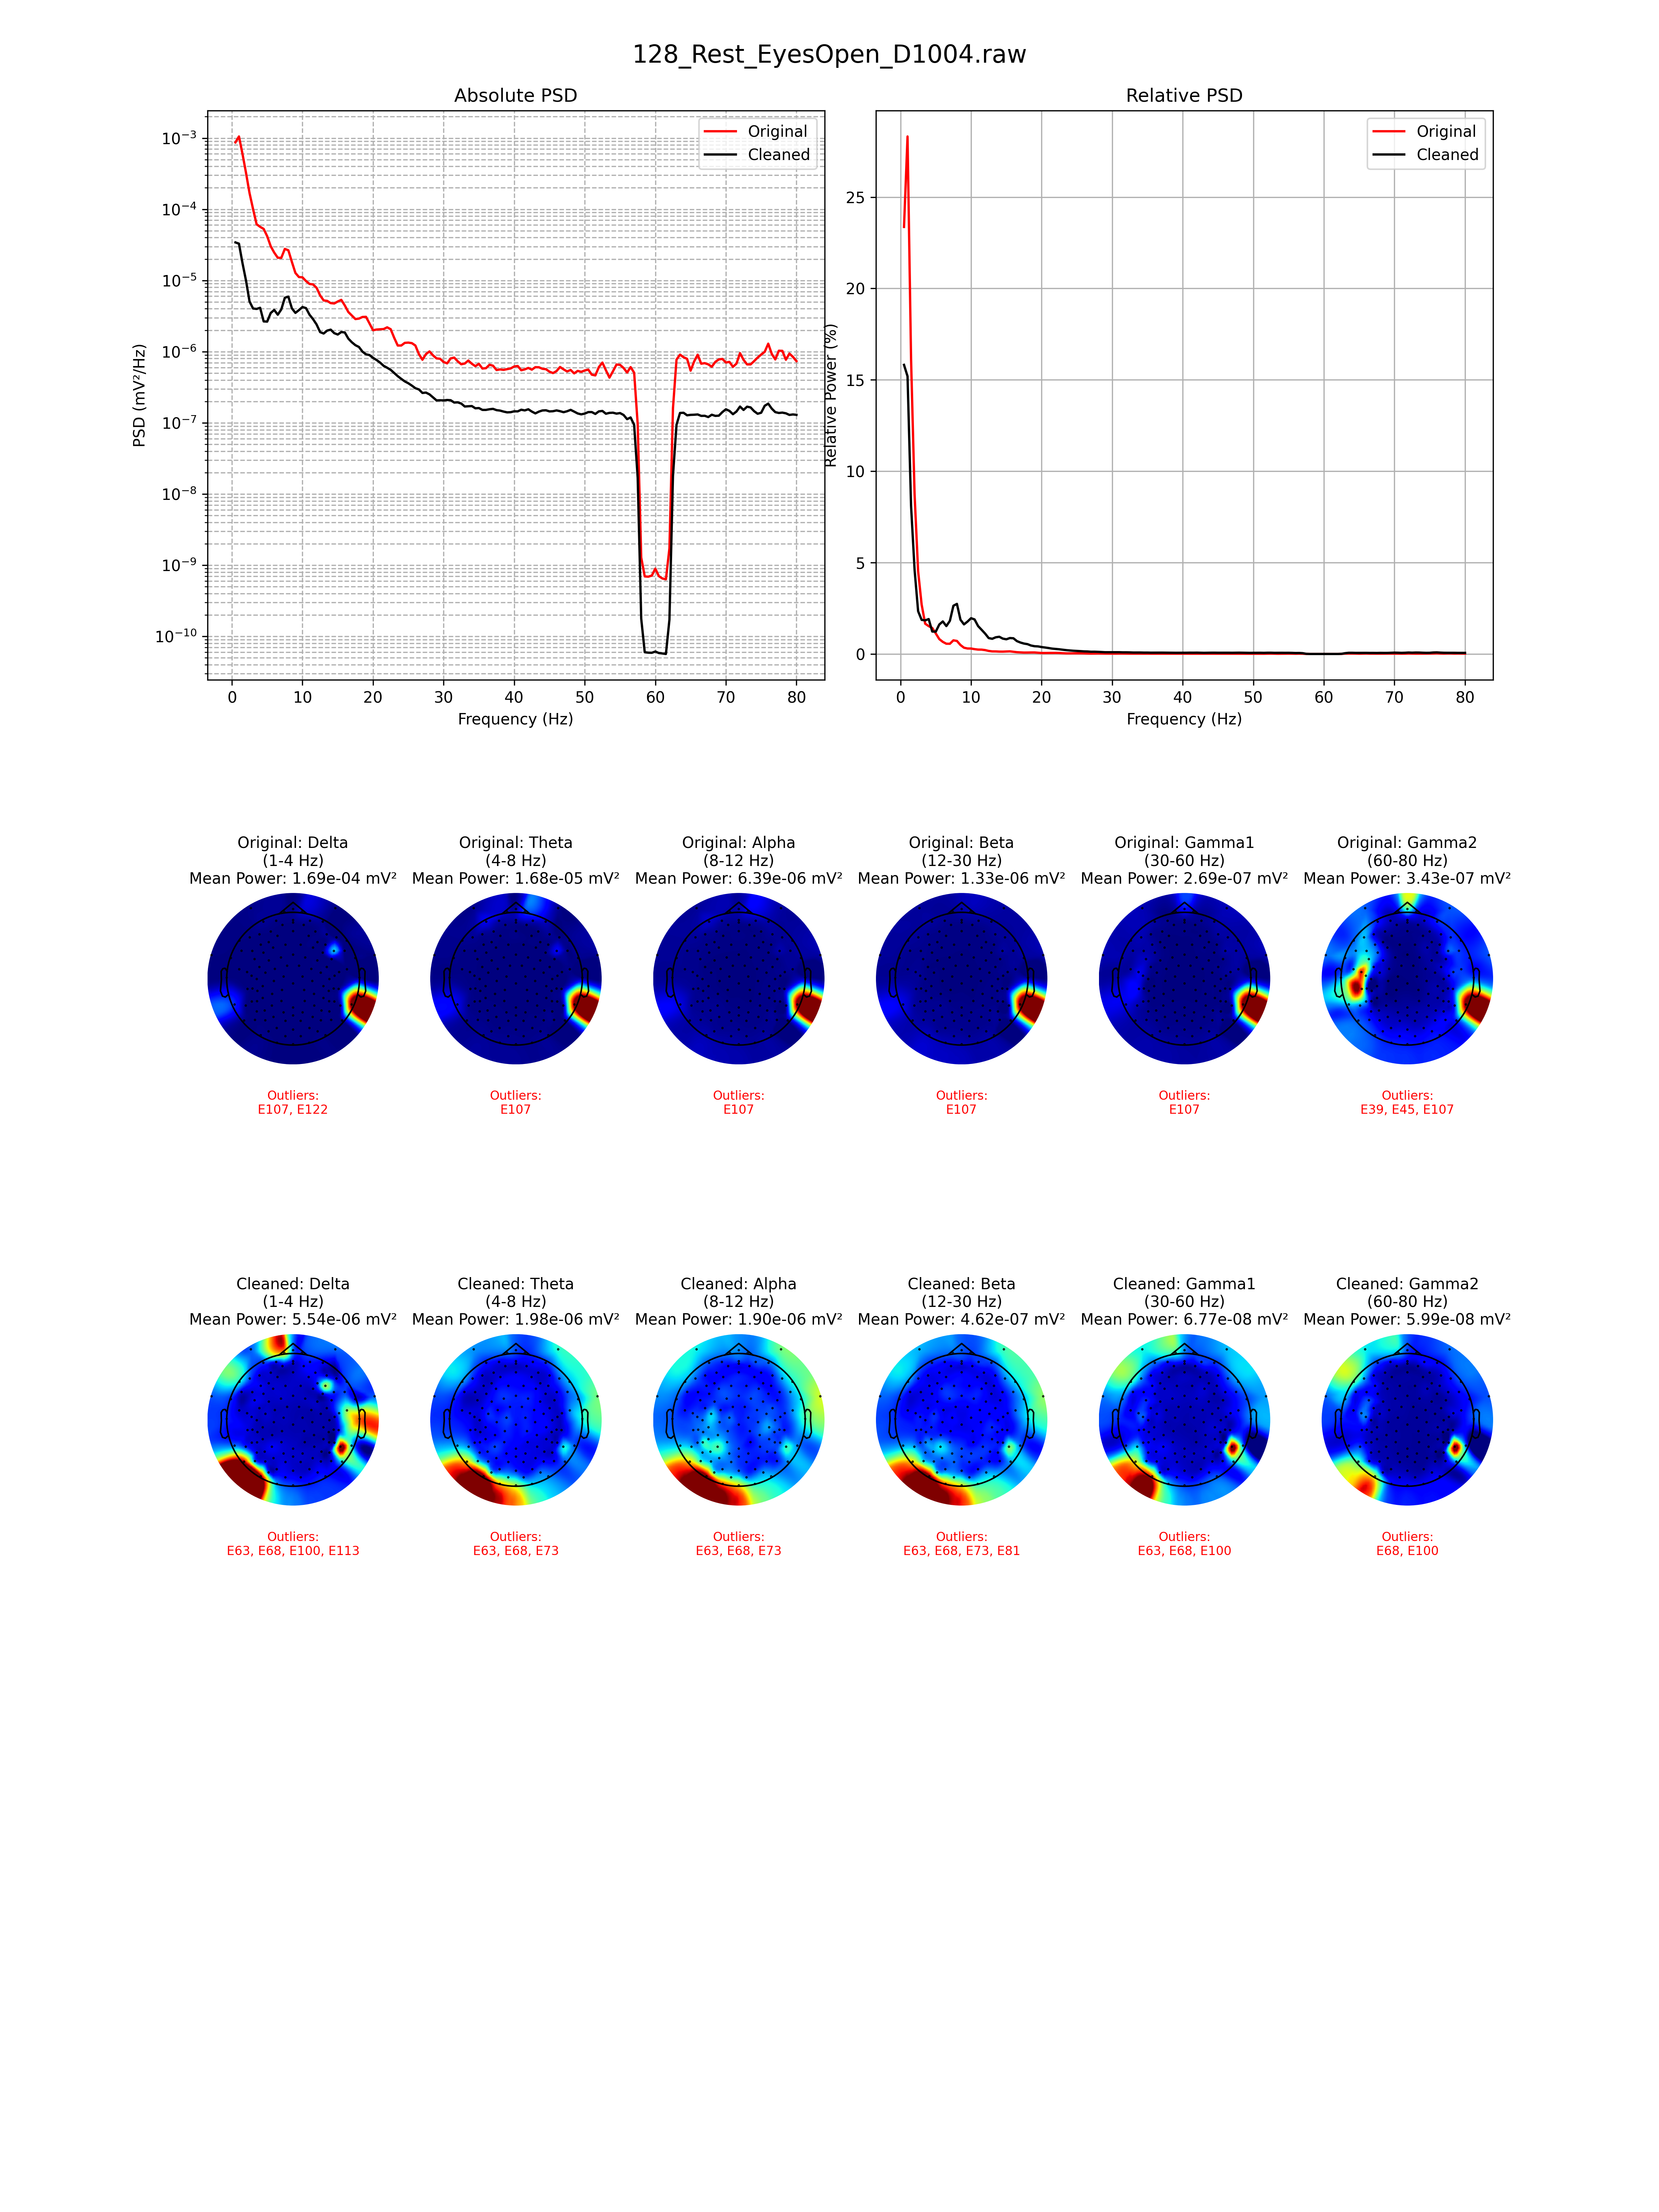 128_Rest_EyesOpen_D1004.raw
Absolute PSD
Original
Cleaned
10⁻³
10⁻⁴
10⁻⁵
10⁻⁶
10⁻⁷
10⁻⁸
10⁻⁹
10⁻¹⁰
PSD (mV²/Hz)
0 10 20 30 40 50 60 70 80
Frequency (Hz)
Relative PSD
Original
Cleaned
25
20
15
10
5
0
Relative Power (%)
0 10 20 30 40 50 60 70 80
Frequency (Hz)
Original: Delta
(1-4 Hz)
Mean Power: 1.69e-04 mV²
Outliers:
E107, E122
Original: Theta
(4-8 Hz)
Mean Power: 1.68e-05 mV²
Outliers:
E107
Original: Alpha
(8-12 Hz)
Mean Power: 6.39e-06 mV²
Outliers:
E107
Original: Beta
(12-30 Hz)
Mean Power: 1.33e-06 mV²
Outliers:
E107
Original: Gamma1
(30-60 Hz)
Mean Power: 2.69e-07 mV²
Outliers:
E107
Original: Gamma2
(60-80 Hz)
Mean Power: 3.43e-07 mV²
Outliers:
E39, E45, E107
Cleaned: Delta
(1-4 Hz)
Mean Power: 5.54e-06 mV²
Outliers:
E63, E68, E100, E113
Cleaned: Theta
(4-8 Hz)
Mean Power: 1.98e-06 mV²
Outliers:
E63, E68, E73
Cleaned: Alpha
(8-12 Hz)
Mean Power: 1.90e-06 mV²
Outliers:
E63, E68, E73
Cleaned: Beta
(12-30 Hz)
Mean Power: 4.62e-07 mV²
Outliers:
E63, E68, E73, E81
Cleaned: Gamma1
(30-60 Hz)
Mean Power: 6.77e-08 mV²
Outliers:
E63, E68, E100
Cleaned: Gamma2
(60-80 Hz)
Mean Power: 5.99e-08 mV²
Outliers:
E68, E100